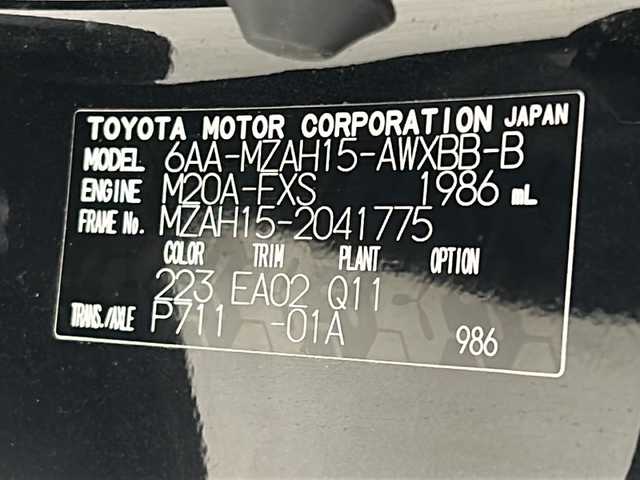 TOYOTA MOTOR CORPORATION JAPAN
MODEL 6AA-MZAH15-AWXBB-B
ENGINE M20A-FXS 1986 mL
FRAME No. MZAH15-2041775
COLOR TRIM PLANT OPTION
223 EA02 Q11
TRANS./AXLE P711 -01A 986